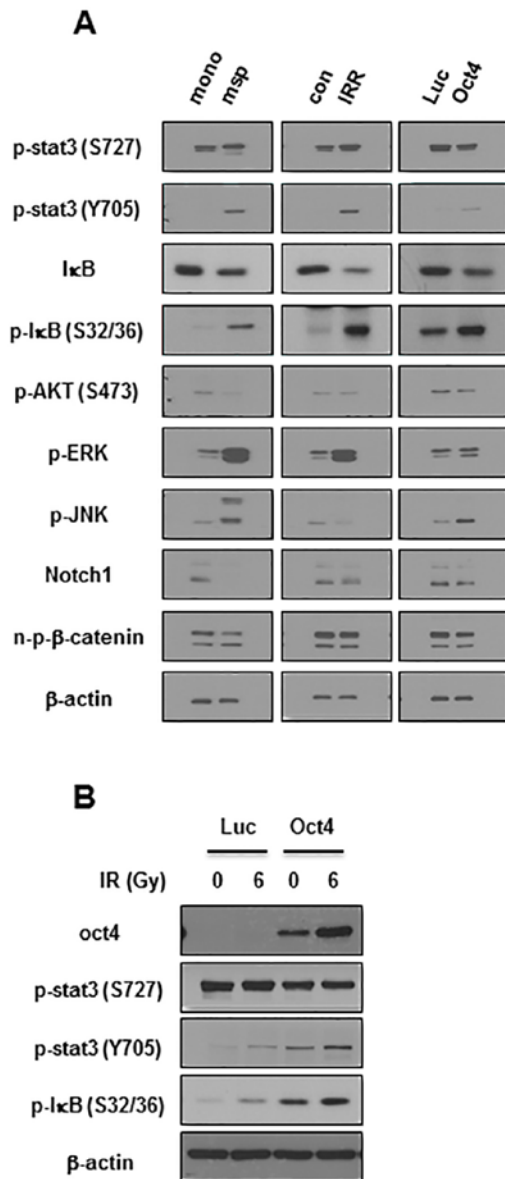 A
mono msp con IRR Luc Oct4
p-stat3 (S727)
p-stat3 (Y705)
IκB
p-IκB (S32/36)
p-AKT (S473)
p-ERK
p-JNK
Notch1
n-p-β-catenin
β-actin
B
Luc Oct4
IR (Gy) 0 6 0 6
oct4
p-stat3 (S727)
p-stat3 (Y705)
p-IκB (S32/36)
β-actin